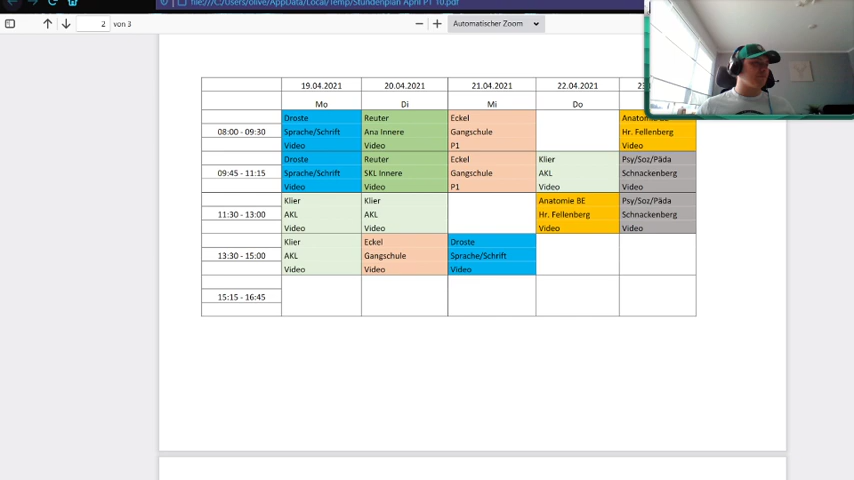 file:///C:/Users/olive/AppData/Local/Temp/Stundenplan April PT 10.pdf
2 von 3 Automatischer Zoom
19.04.2021 20.04.2021 21.04.2021 22.04.2021
Mo Di Mi Do
Droste Reuter Eckel Anatomie BE
08:00 - 09:30 Sprache/Schrift Ana Innere Gangschule Hr. Fellenberg
Video Video P1 Video
Droste Reuter Eckel Klier Psy/Soz/Päda
09:45 - 11:15 Sprache/Schrift SKL Innere Gangschule AKL Schnackenberg
Video Video P1 Video Video
Klier Klier Anatomie BE Psy/Soz/Päda
11:30 - 13:00 AKL AKL Hr. Fellenberg Schnackenberg
Video Video Video Video
Klier Eckel Droste
13:30 - 15:00 AKL Gangschule Sprache/Schrift
Video Video Video
15:15 - 16:45